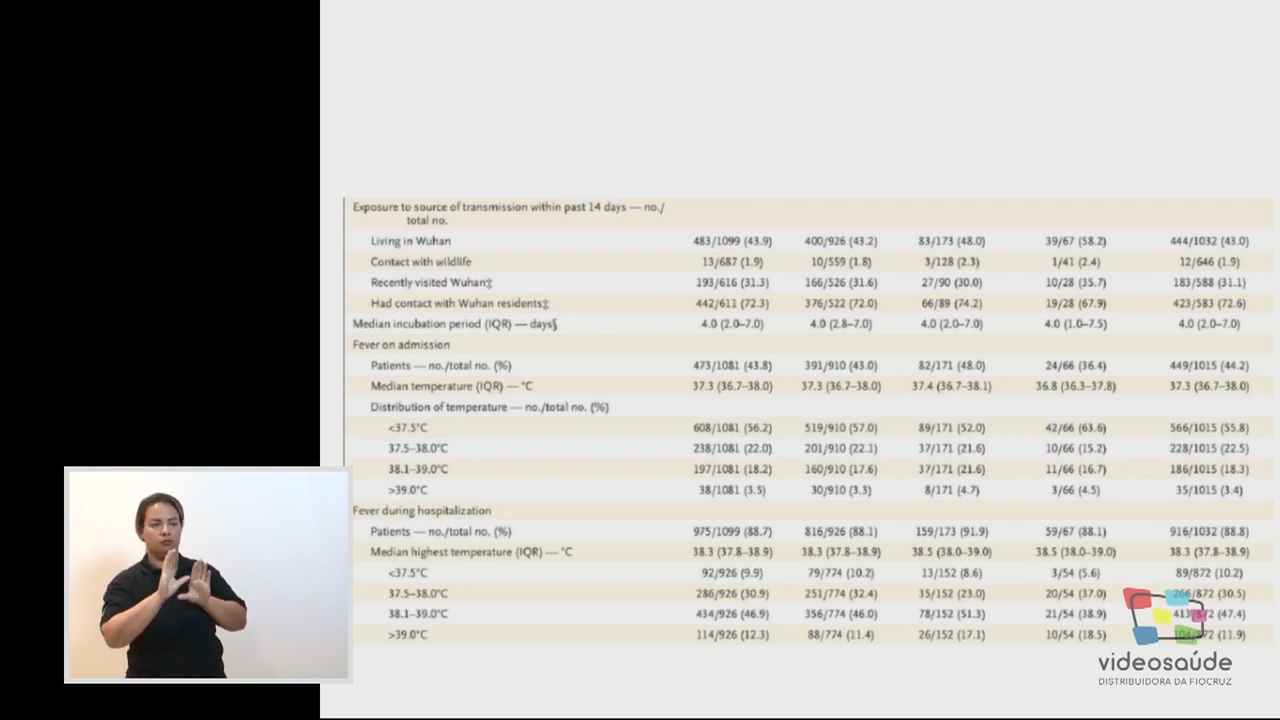 Exposure to source of transmission within past 14 days — no./
total no.
Living in Wuhan 483/1099 (43.9) 400/926 (43.2) 83/173 (48.0) 39/67 (58.2) 444/1032 (43.0)
Contact with wildlife 13/687 (1.9) 10/559 (1.8) 3/128 (2.3) 1/41 (2.4) 12/646 (1.9)
Recently visited Wuhan‡ 193/616 (31.3) 166/526 (31.6) 27/90 (30.0) 10/28 (35.7) 183/588 (31.1)
Had contact with Wuhan residents‡ 442/611 (72.3) 376/522 (72.0) 66/89 (74.2) 19/28 (67.9) 423/583 (72.6)
Median incubation period (IQR) — days§ 4.0 (2.0–7.0) 4.0 (2.8–7.0) 4.0 (2.0–7.0) 4.0 (1.0–7.5) 4.0 (2.0–7.0)
Fever on admission
Patients — no./total no. (%) 473/1081 (43.8) 391/910 (43.0) 82/171 (48.0) 24/66 (36.4) 449/1015 (44.2)
Median temperature (IQR) — °C 37.3 (36.7–38.0) 37.3 (36.7–38.0) 37.4 (36.7–38.1) 36.8 (36.3–37.8) 37.3 (36.7–38.0)
Distribution of temperature — no./total no. (%)
<37.5°C 608/1081 (56.2) 519/910 (57.0) 89/171 (52.0) 42/66 (63.6) 566/1015 (55.8)
37.5–38.0°C 238/1081 (22.0) 201/910 (22.1) 37/171 (21.6) 10/66 (15.2) 228/1015 (22.5)
38.1–39.0°C 197/1081 (18.2) 160/910 (17.6) 37/171 (21.6) 11/66 (16.7) 186/1015 (18.3)
>39.0°C 38/1081 (3.5) 30/910 (3.3) 8/171 (4.7) 3/66 (4.5) 35/1015 (3.4)
Fever during hospitalization
Patients — no./total no. (%) 975/1099 (88.7) 816/926 (88.1) 159/173 (91.9) 59/67 (88.1) 916/1032 (88.8)
Median highest temperature (IQR) — °C 38.3 (37.8–38.9) 38.3 (37.8–38.9) 38.5 (38.0–39.0) 38.5 (38.0–39.0) 38.3 (37.8–38.9)
<37.5°C 92/926 (9.9) 79/774 (10.2) 13/152 (8.6) 3/54 (5.6) 89/872 (10.2)
37.5–38.0°C 286/926 (30.9) 251/774 (32.4) 35/152 (23.0) 20/54 (37.0) 266/872 (30.5)
38.1–39.0°C 434/926 (46.9) 356/774 (46.0) 78/152 (51.3) 21/54 (38.9) 413/872 (47.4)
>39.0°C 114/926 (12.3) 88/774 (11.4) 26/152 (17.1) 10/54 (18.5) (11.9)
videosaúde
DISTRIBUIDORA DA FIOCRUZ